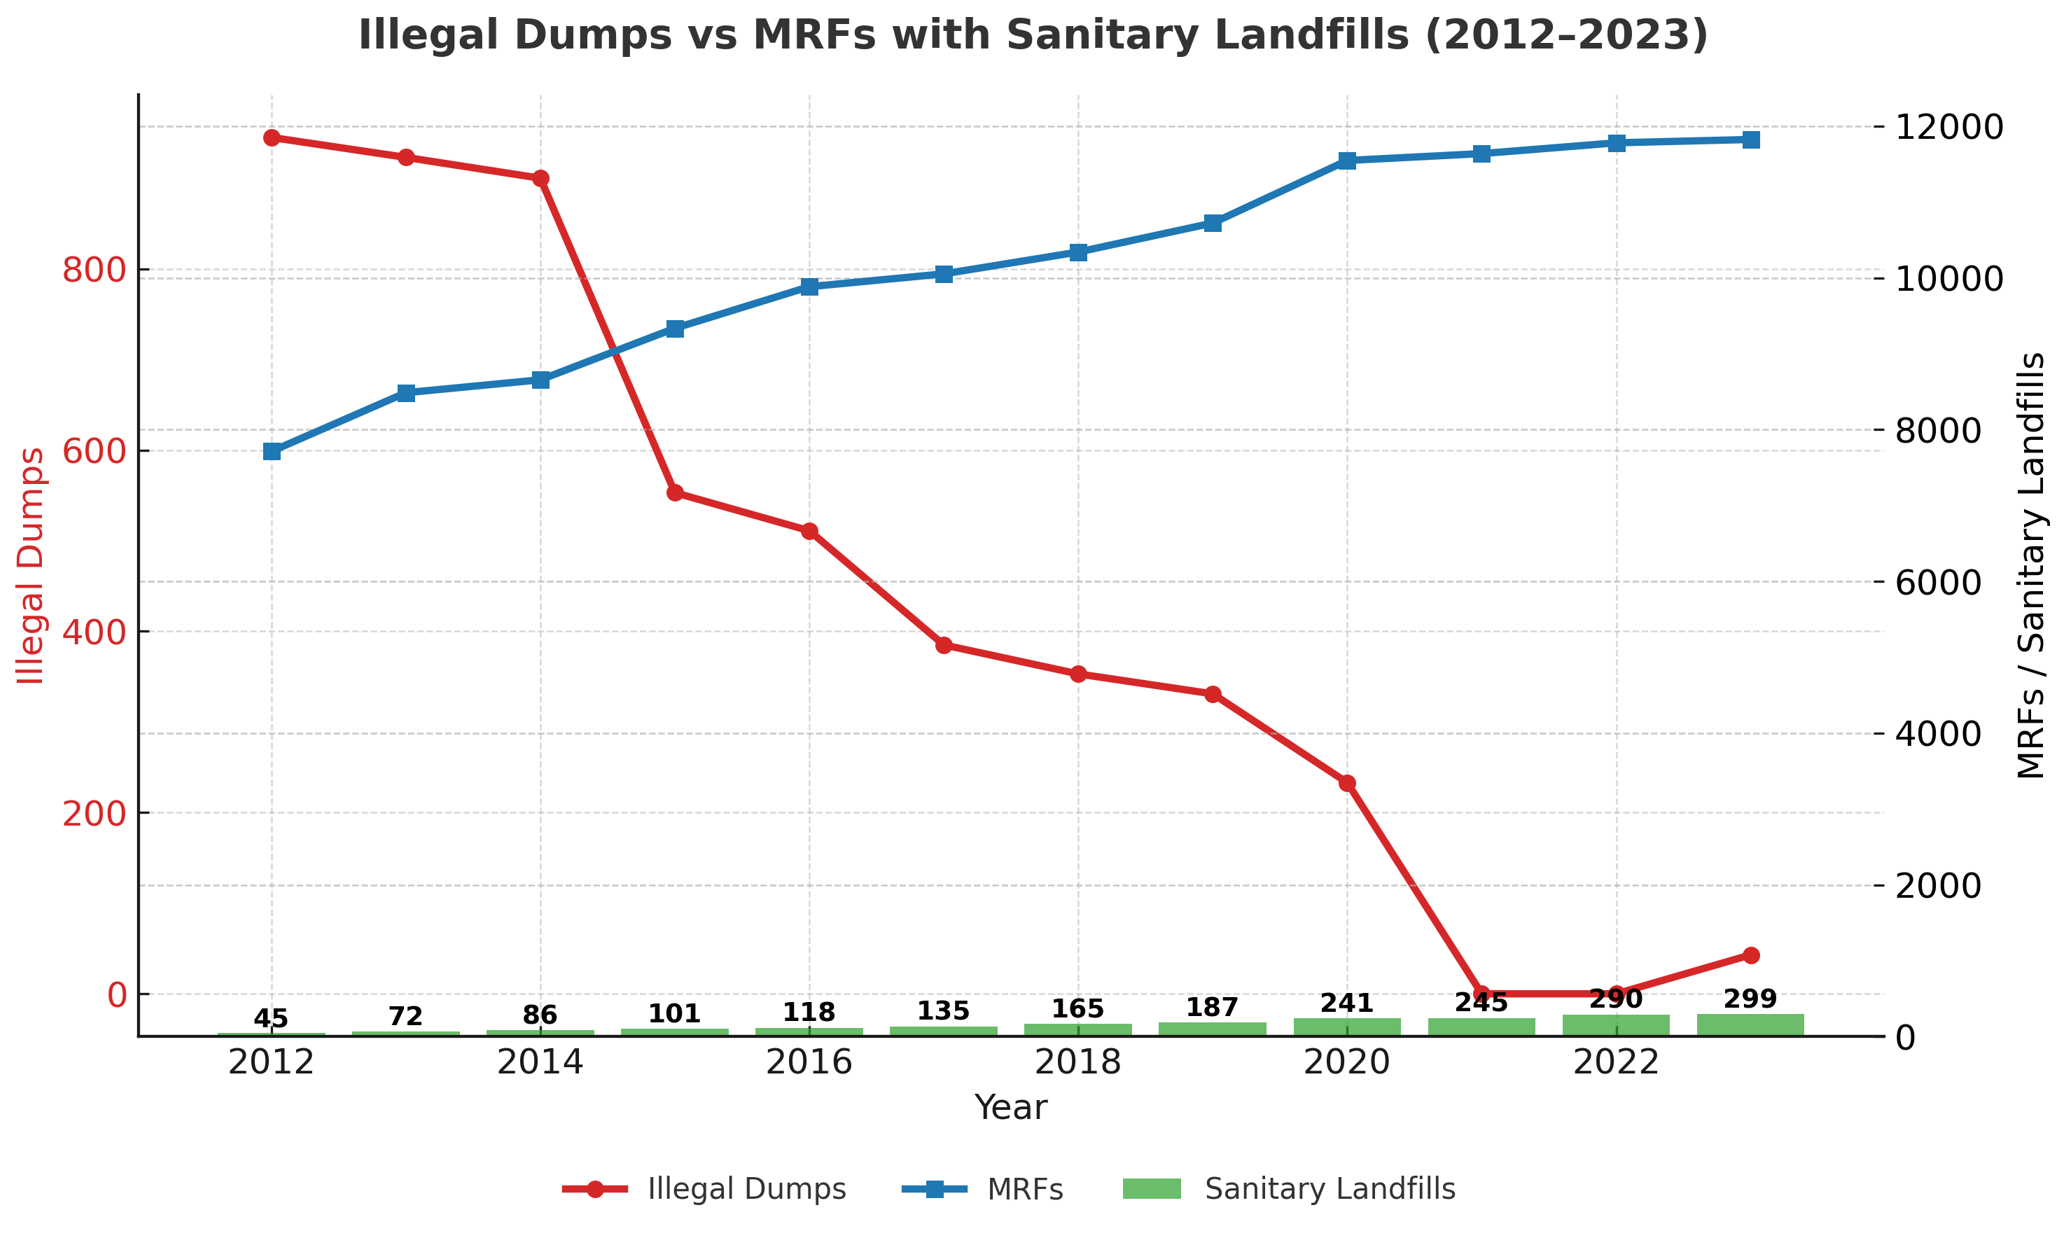 Illegal Dumps vs MRFs with Sanitary Landfills (2012–2023)
Illegal Dumps
800
600
400
200
0
12000
10000
8000
6000
4000
2000
0
MRFs / Sanitary Landfills
45 72 86 101 118 135 165 187 241 245 290 299
2012 2014 2016 2018 2020 2022
Year
Illegal Dumps MRFs Sanitary Landfills